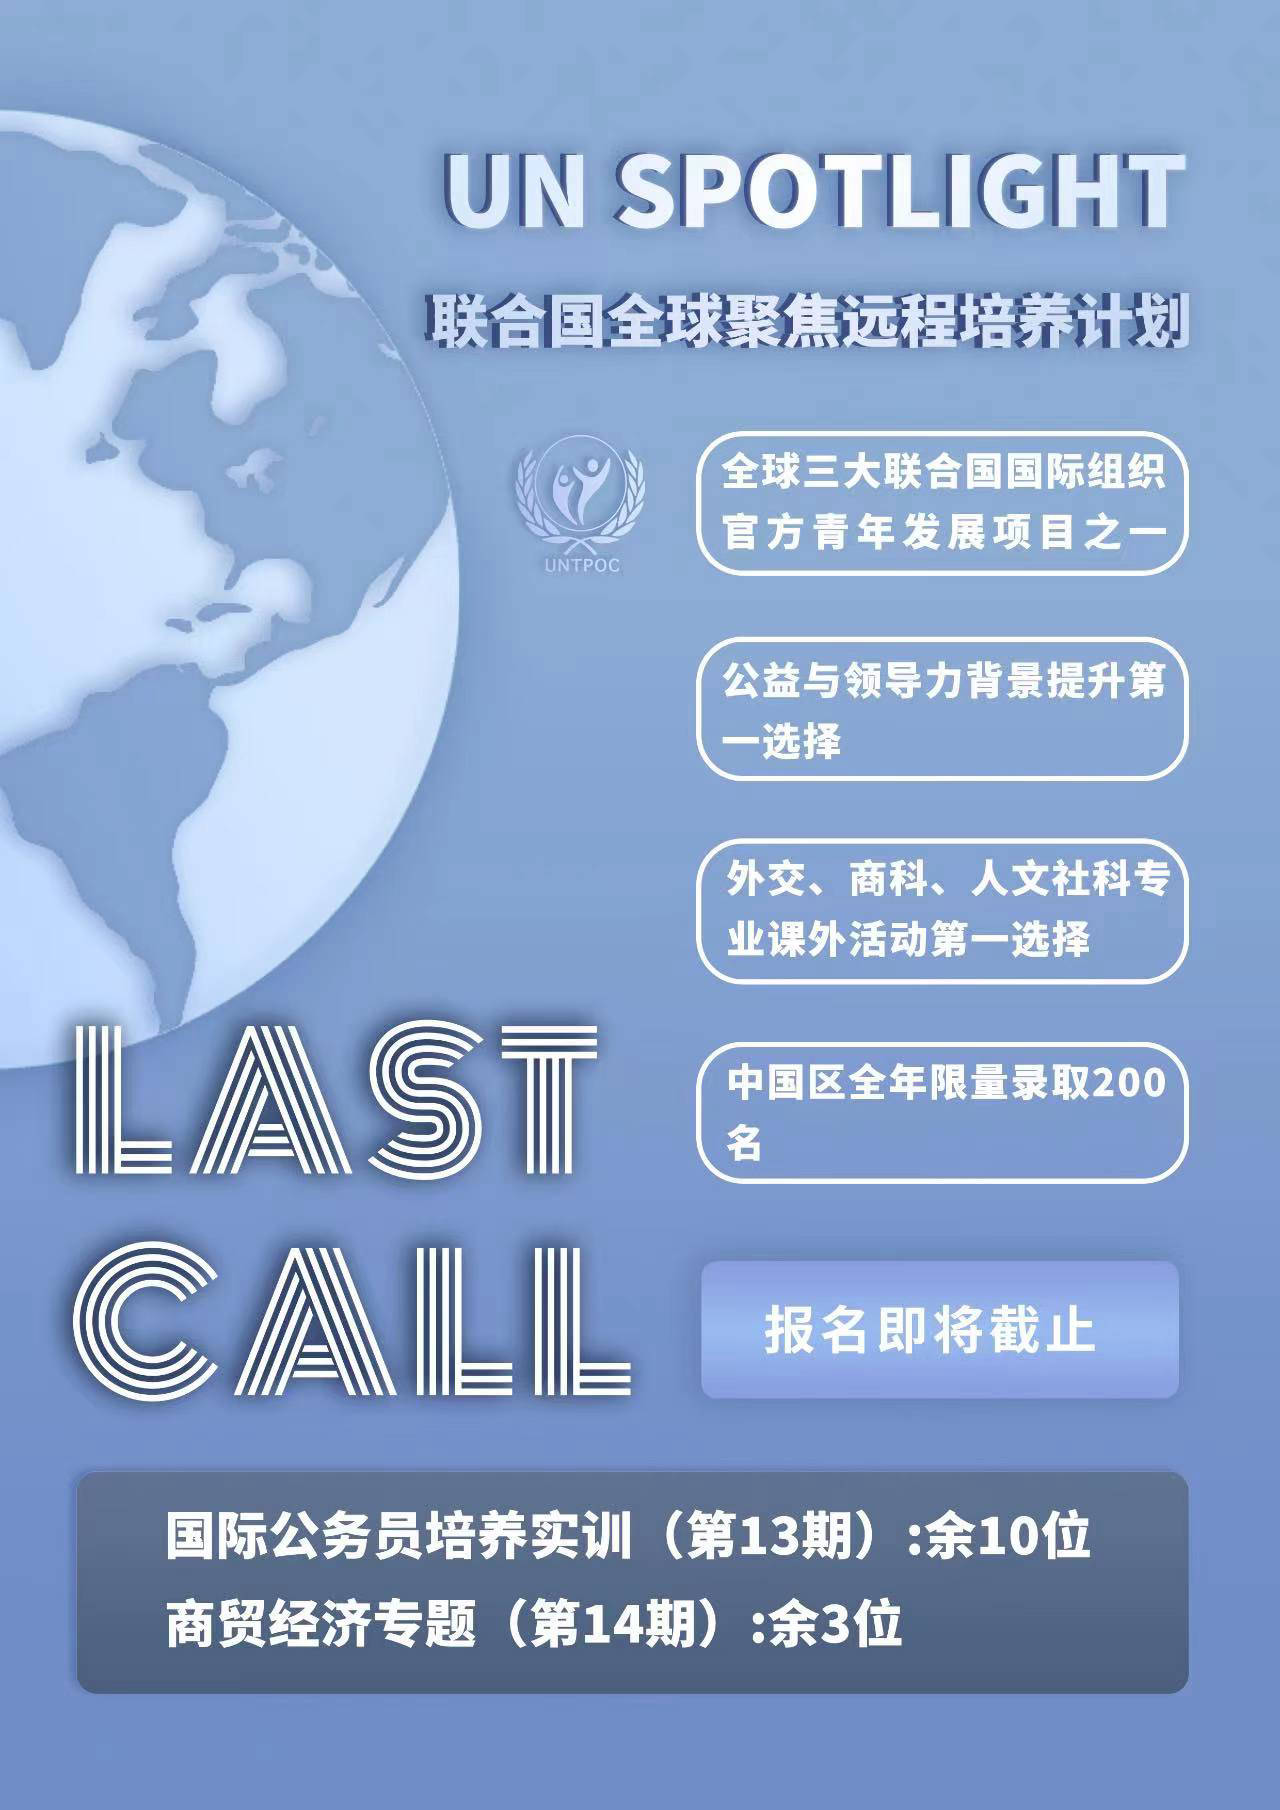 UN SPOTLIGHT
联合国全球聚焦远程培养计划
UNTPOC
全球三大联合国国际组织
官方青年发展项目之一
公益与领导力背景提升第
一选择
外交、商科、人文社科专
业课外活动第一选择
中国区全年限量录取200
名
LAST
CALL
报名即将截止
国际公务员培养实训（第13期）:余10位
商贸经济专题（第14期）:余3位